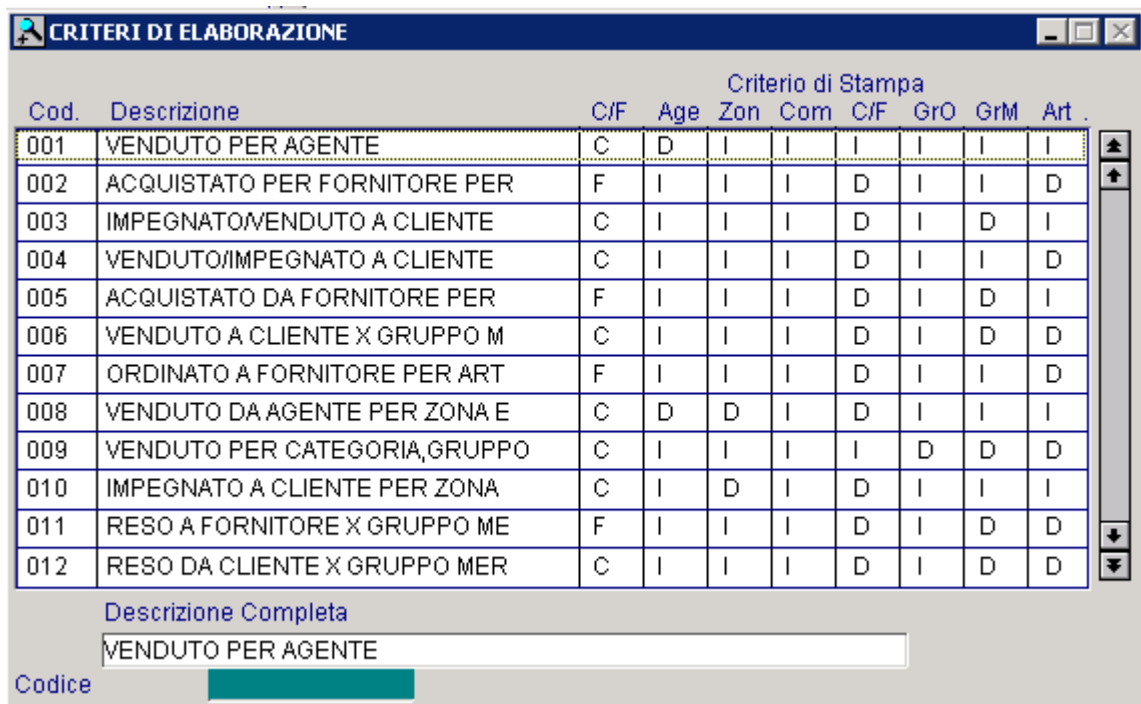 CRITERI DI ELABORAZIONE
Criterio di Stampa
Cod. Descrizione C/F Age Zon Com C/F GrO GrM Art .
001 VENDUTO PER AGENTE C D I I I I I I
002 ACQUISTATO PER FORNITORE PER F I I I D I I D
003 IMPEGNATO/VENDUTO A CLIENTE C I I I D I D I
004 VENDUTO/IMPEGNATO A CLIENTE C I I I D I I D
005 ACQUISTATO DA FORNITORE PER F I I I D I D I
006 VENDUTO A CLIENTE X GRUPPO M C I I I D I D D
007 ORDINATO A FORNITORE PER ART F I I I D I I D
008 VENDUTO DA AGENTE PER ZONA E C D D I D I I I
009 VENDUTO PER CATEGORIA,GRUPPO C I I I I D D D
010 IMPEGNATO A CLIENTE PER ZONA C I D I D I I I
011 RESO A FORNITORE X GRUPPO ME F I I I D I D D
012 RESO DA CLIENTE X GRUPPO MER C I I I D I D D
Descrizione Completa
VENDUTO PER AGENTE
Codice